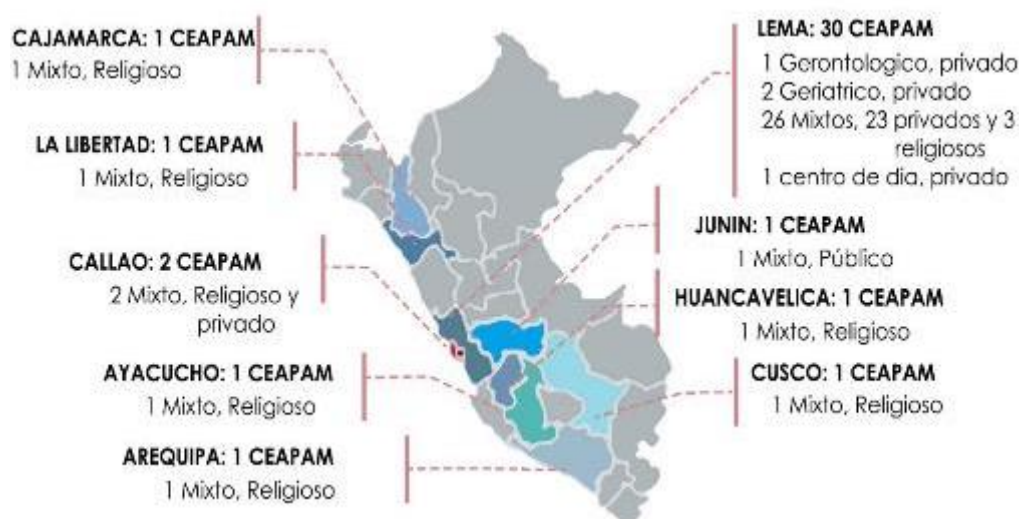 CAJAMARCA: 1 CEAPAM
1 Mixto, Religioso
LA LIBERTAD: 1 CEAPAM
1 Mixto, Religioso
CALLAO: 2 CEAPAM
2 Mixto, Religioso y
privado
AYACUCHO: 1 CEAPAM
1 Mixto, Religioso
AREQUIPA: 1 CEAPAM
1 Mixto, Religioso
LEMA: 30 CEAPAM
1 Gerontologico, privado
2 Geriatrico, privado
26 Mixtos, 23 privados y 3
religiosos
1 centro de dia, privado
JUNIN: 1 CEAPAM
1 Mixto, Público
HUANCAVELICA: 1 CEAPAM
1 Mixto, Religioso
CUSCO: 1 CEAPAM
1 Mixto, Religioso